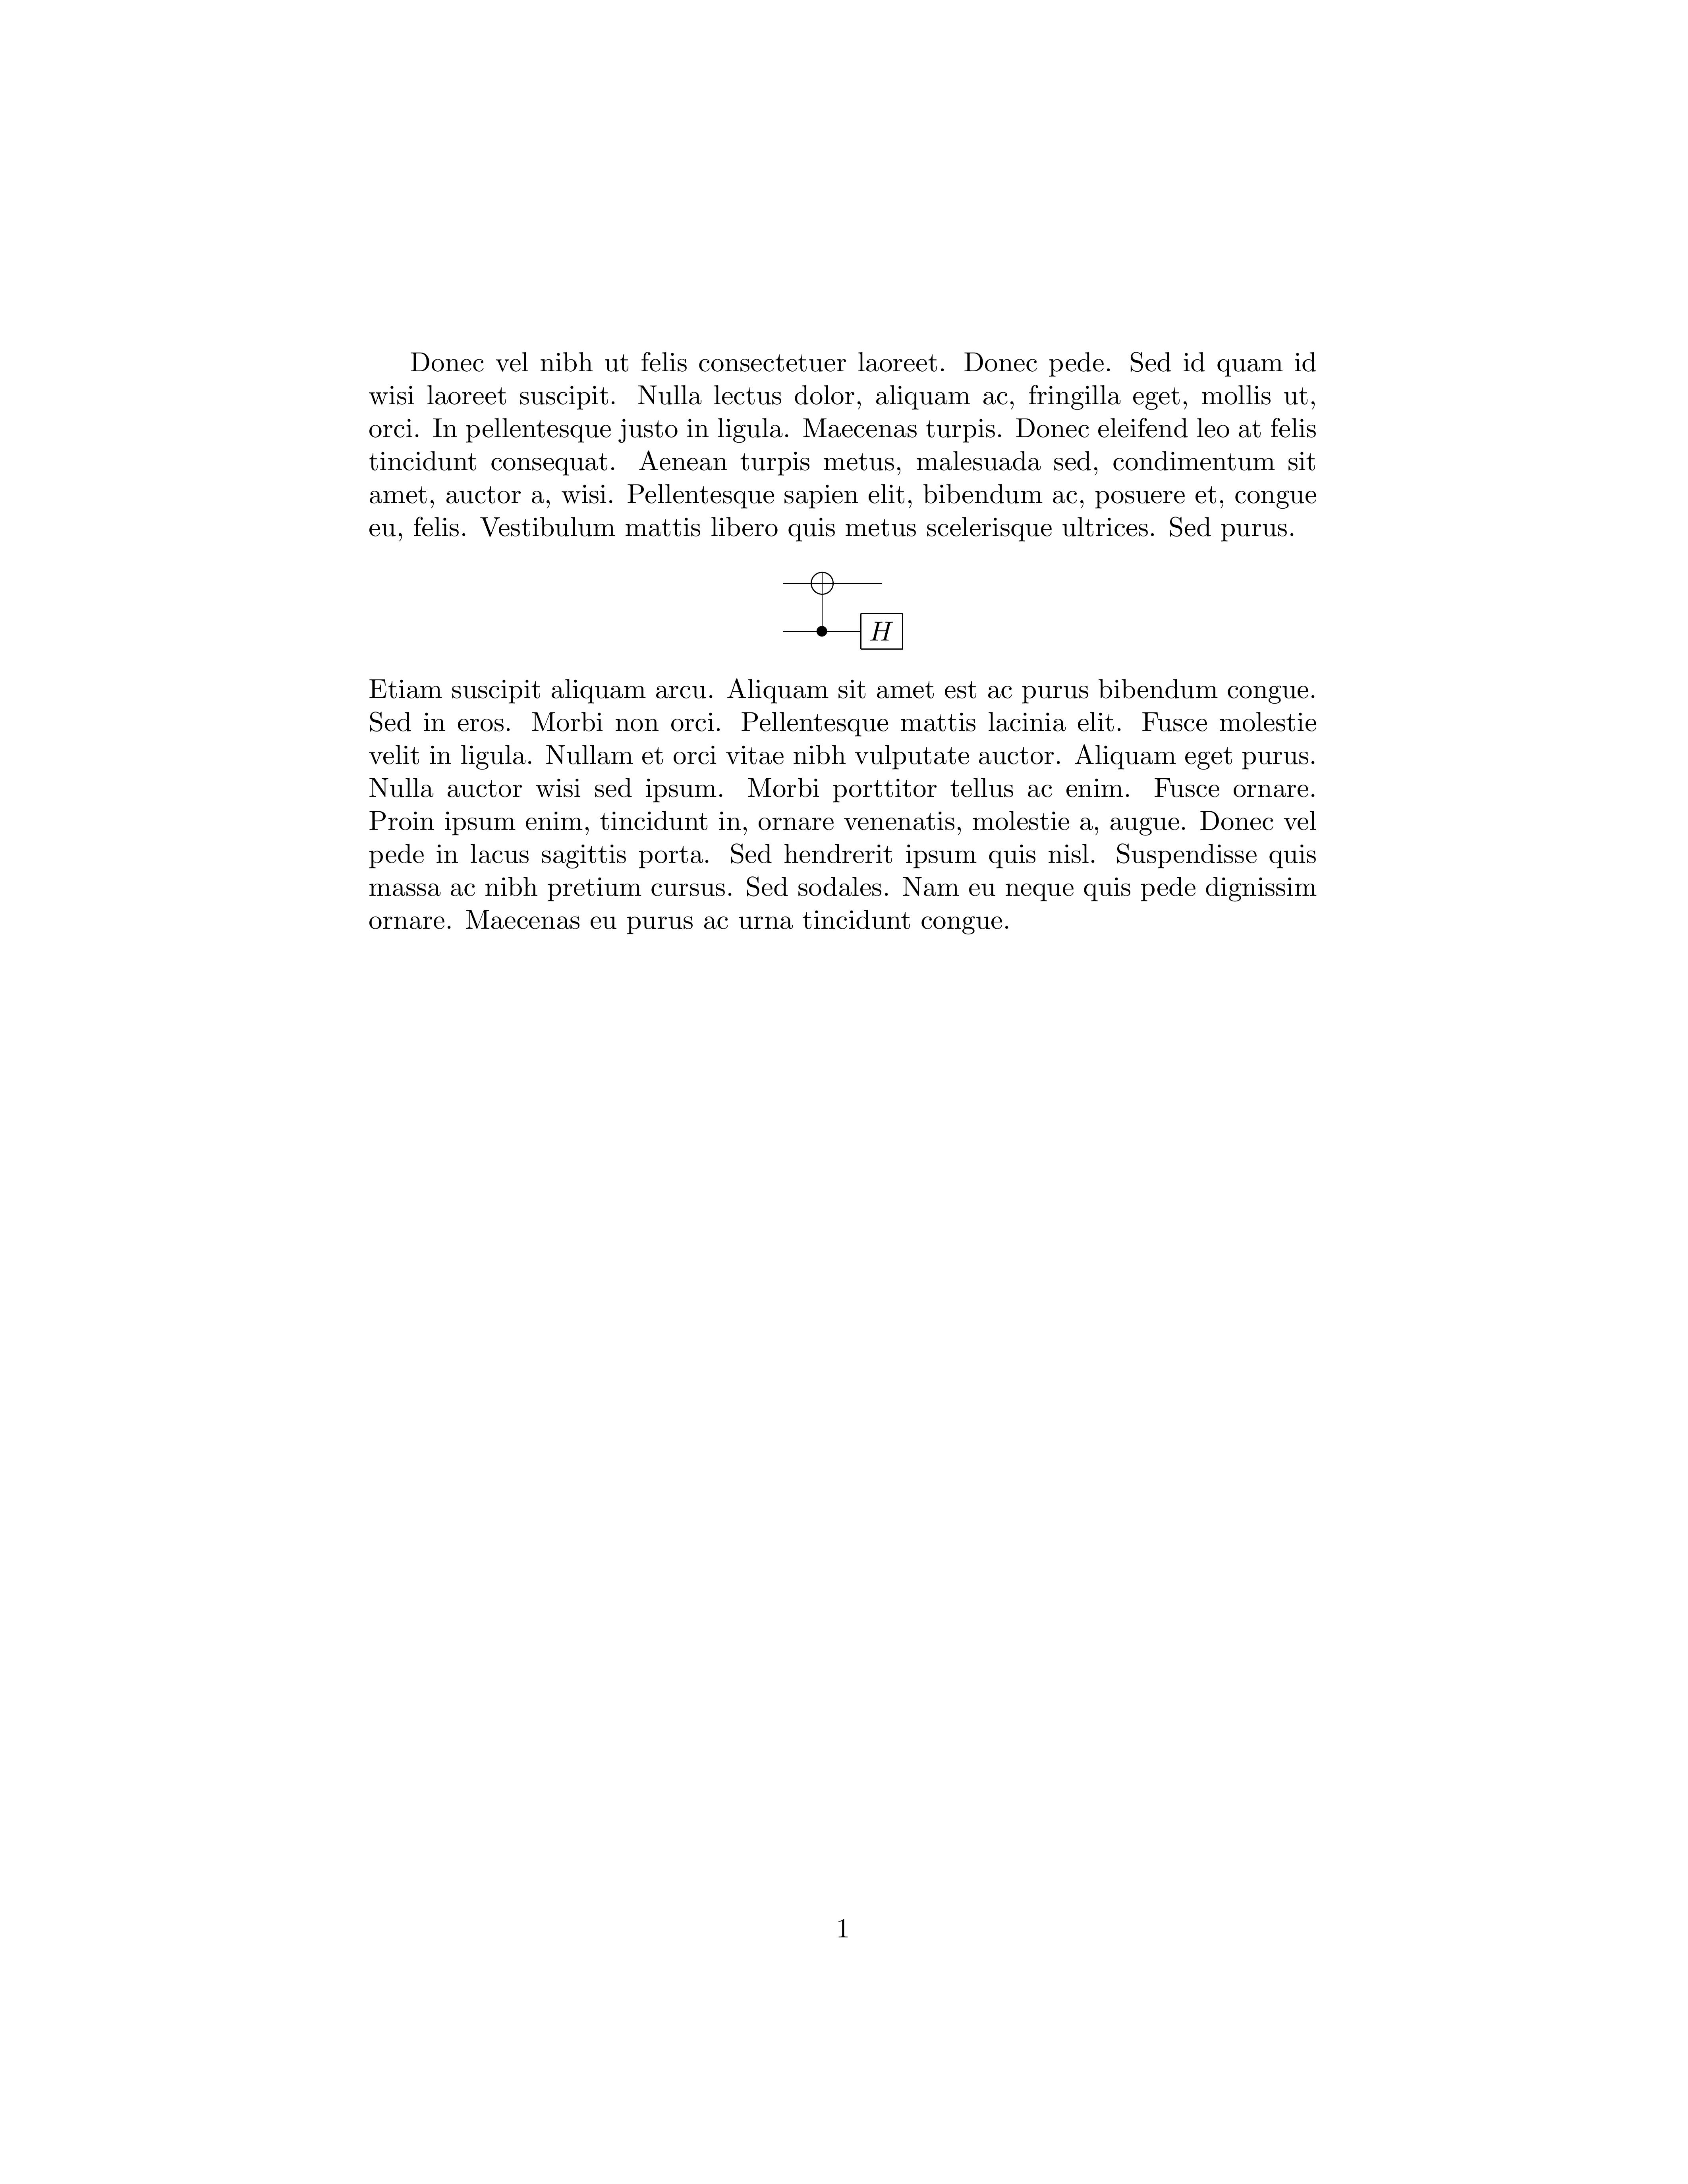 Donec vel nibh ut felis consectetuer laoreet. Donec pede. Sed id quam id
wisi laoreet suscipit. Nulla lectus dolor, aliquam ac, fringilla eget, mollis ut,
orci. In pellentesque justo in ligula. Maecenas turpis. Donec eleifend leo at felis
tincidunt consequat. Aenean turpis metus, malesuada sed, condimentum sit
amet, auctor a, wisi. Pellentesque sapien elit, bibendum ac, posuere et, congue
eu, felis. Vestibulum mattis libero quis metus scelerisque ultrices. Sed purus.
H
Etiam suscipit aliquam arcu. Aliquam sit amet est ac purus bibendum congue.
Sed in eros. Morbi non orci. Pellentesque mattis lacinia elit. Fusce molestie
velit in ligula. Nullam et orci vitae nibh vulputate auctor. Aliquam eget purus.
Nulla auctor wisi sed ipsum. Morbi porttitor tellus ac enim. Fusce ornare.
Proin ipsum enim, tincidunt in, ornare venenatis, molestie a, augue. Donec vel
pede in lacus sagittis porta. Sed hendrerit ipsum quis nisl. Suspendisse quis
massa ac nibh pretium cursus. Sed sodales. Nam eu neque quis pede dignissim
ornare. Maecenas eu purus ac urna tincidunt congue.
1